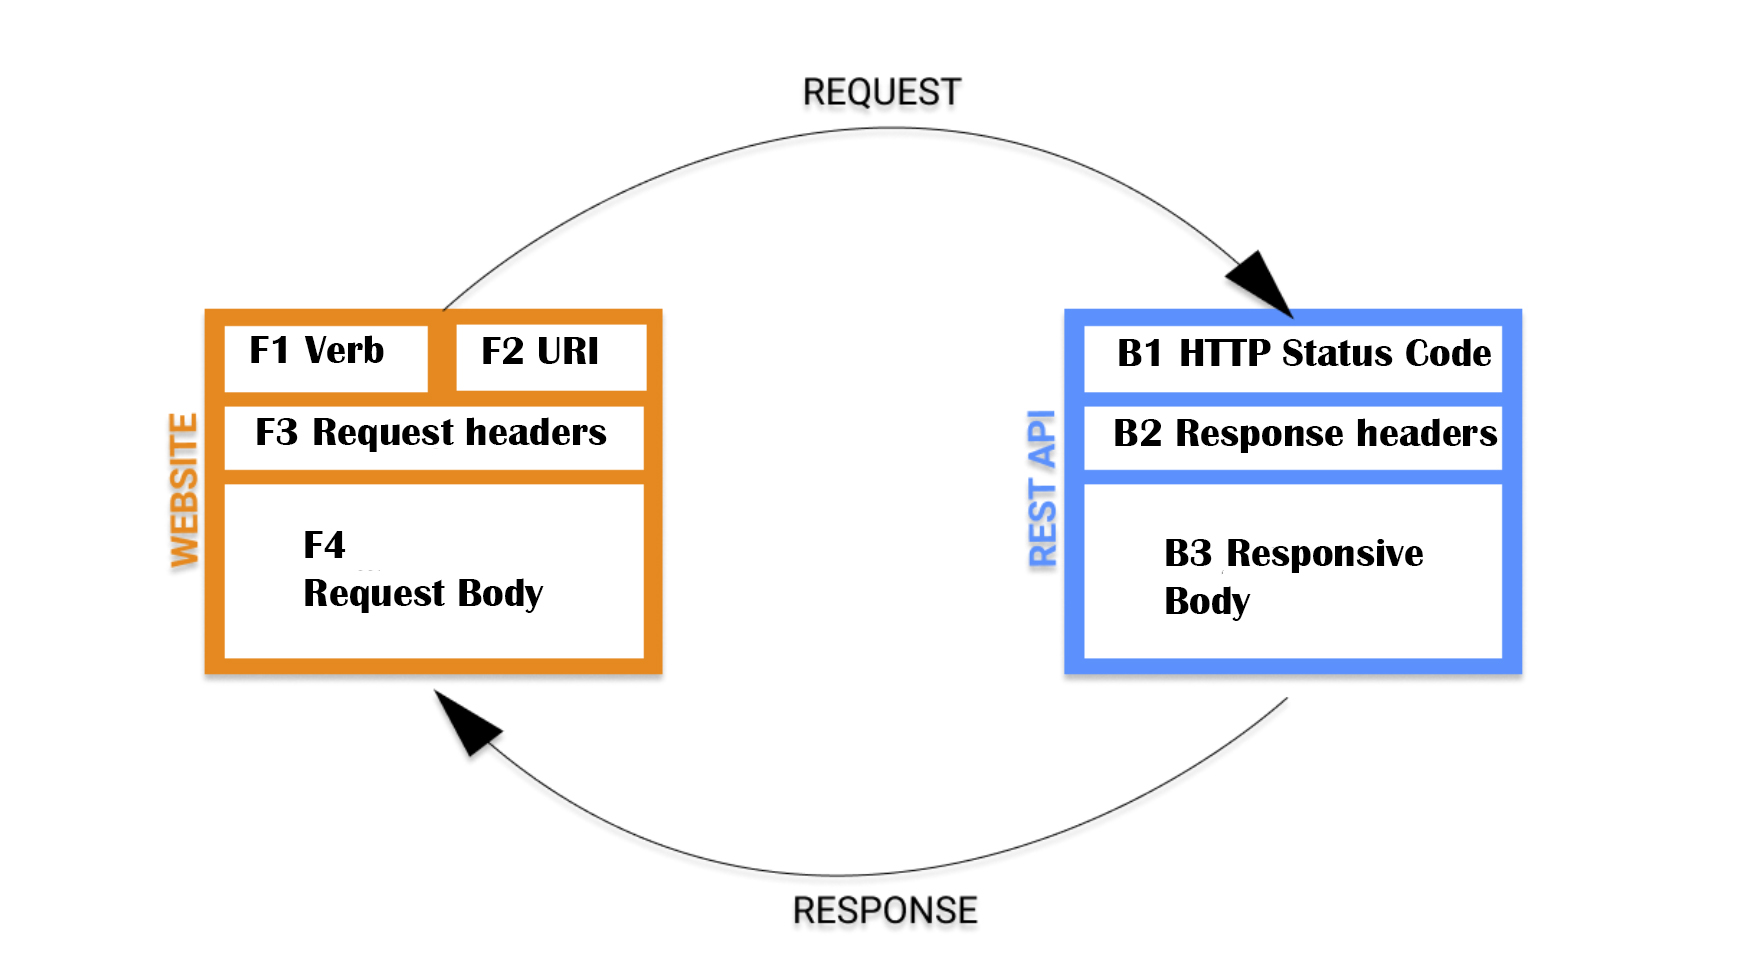 REQUEST
F1 Verb
F2 URI
F3 Request headers
F4
Request Body
WEBSITE
B1 HTTP Status Code
B2 Response headers
B3 Responsive
Body
REST API
RESPONSE